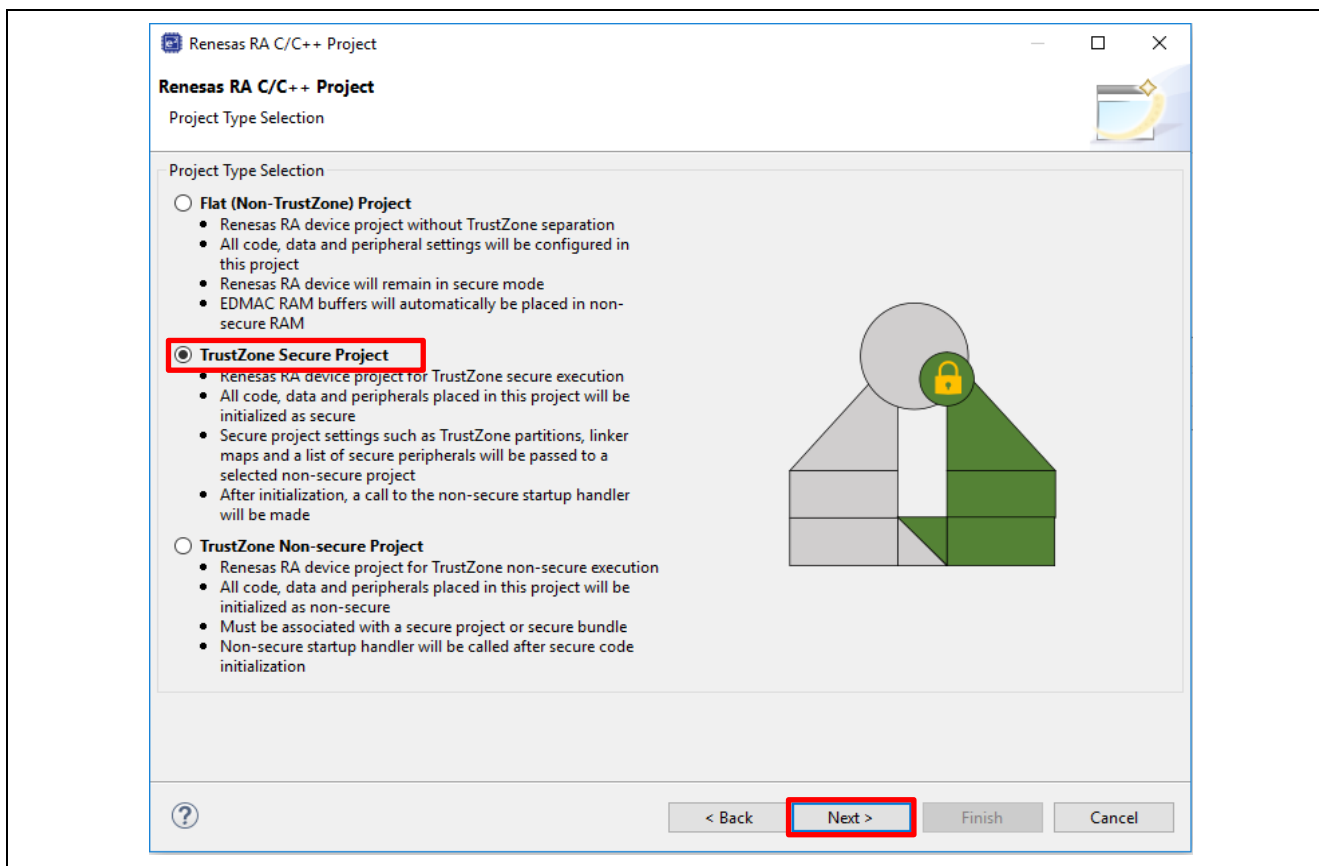 Renesas RA C/C++ Project
Renesas RA C/C++ Project
Project Type Selection
Project Type Selection
Flat (Non-TrustZone) Project
• Renesas RA device project without TrustZone separation
• All code, data and peripheral settings will be configured in
this project
• Renesas RA device will remain in secure mode
• EDMAC RAM buffers will automatically be placed in non-
secure RAM
TrustZone Secure Project
• Renesas RA device project for TrustZone secure execution
• All code, data and peripherals placed in this project will be
initialized as secure
• Secure project settings such as TrustZone partitions, linker
maps and a list of secure peripherals will be passed to a
selected non-secure project
• After initialization, a call to the non-secure startup handler
will be made
TrustZone Non-secure Project
• Renesas RA device project for TrustZone non-secure execution
• All code, data and peripherals placed in this project will be
initialized as non-secure
• Must be associated with a secure project or secure bundle
• Non-secure startup handler will be called after secure code
initialization
? < Back Next > Finish Cancel